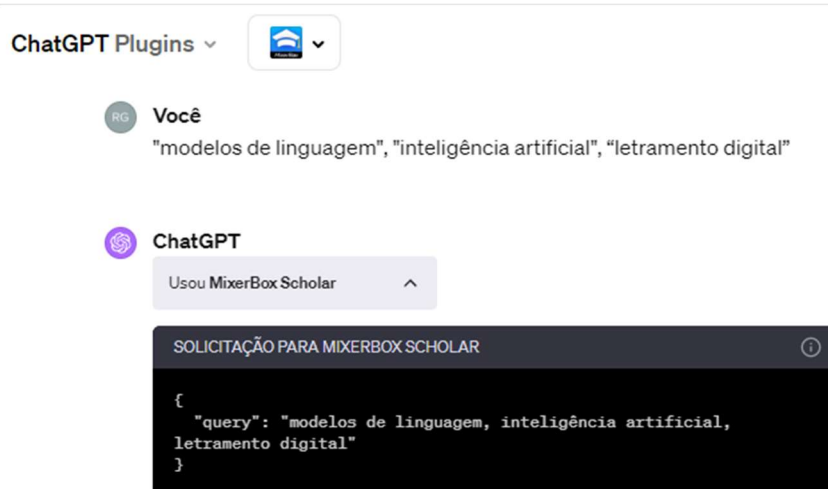 ChatGPT Plugins
RG
Você
"modelos de linguagem", "inteligência artificial", “letramento digital”
ChatGPT
Usou MixerBox Scholar
SOLICITAÇÃO PARA MIXERBOX SCHOLAR
{
"query": "modelos de linguagem, inteligência artificial,
letramento digital"
}